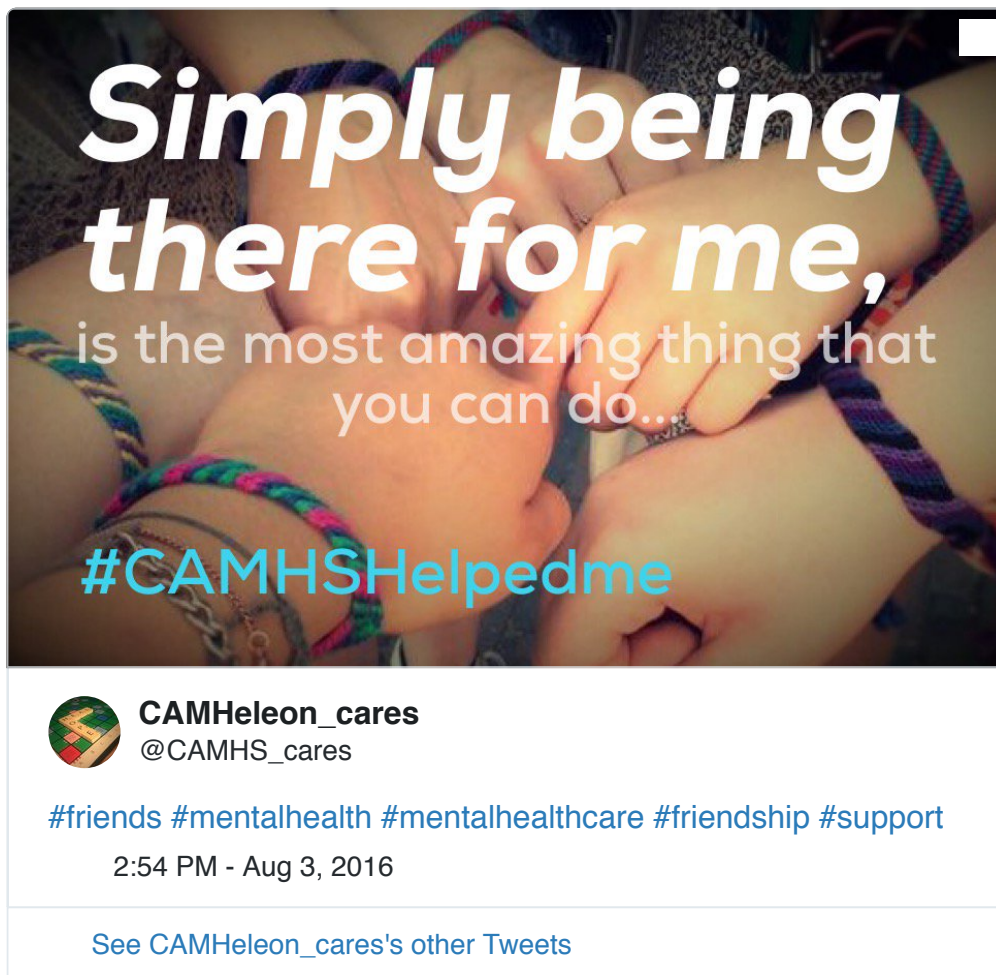 Simply being
there for me,
is the most amazing thing that
you can do...
#CAMHSHelpedme
CAMHeleon_cares
@CAMHS_cares
#friends #mentalhealth #mentalhealthcare #friendship #support
2:54 PM - Aug 3, 2016
See CAMHeleon_cares's other Tweets